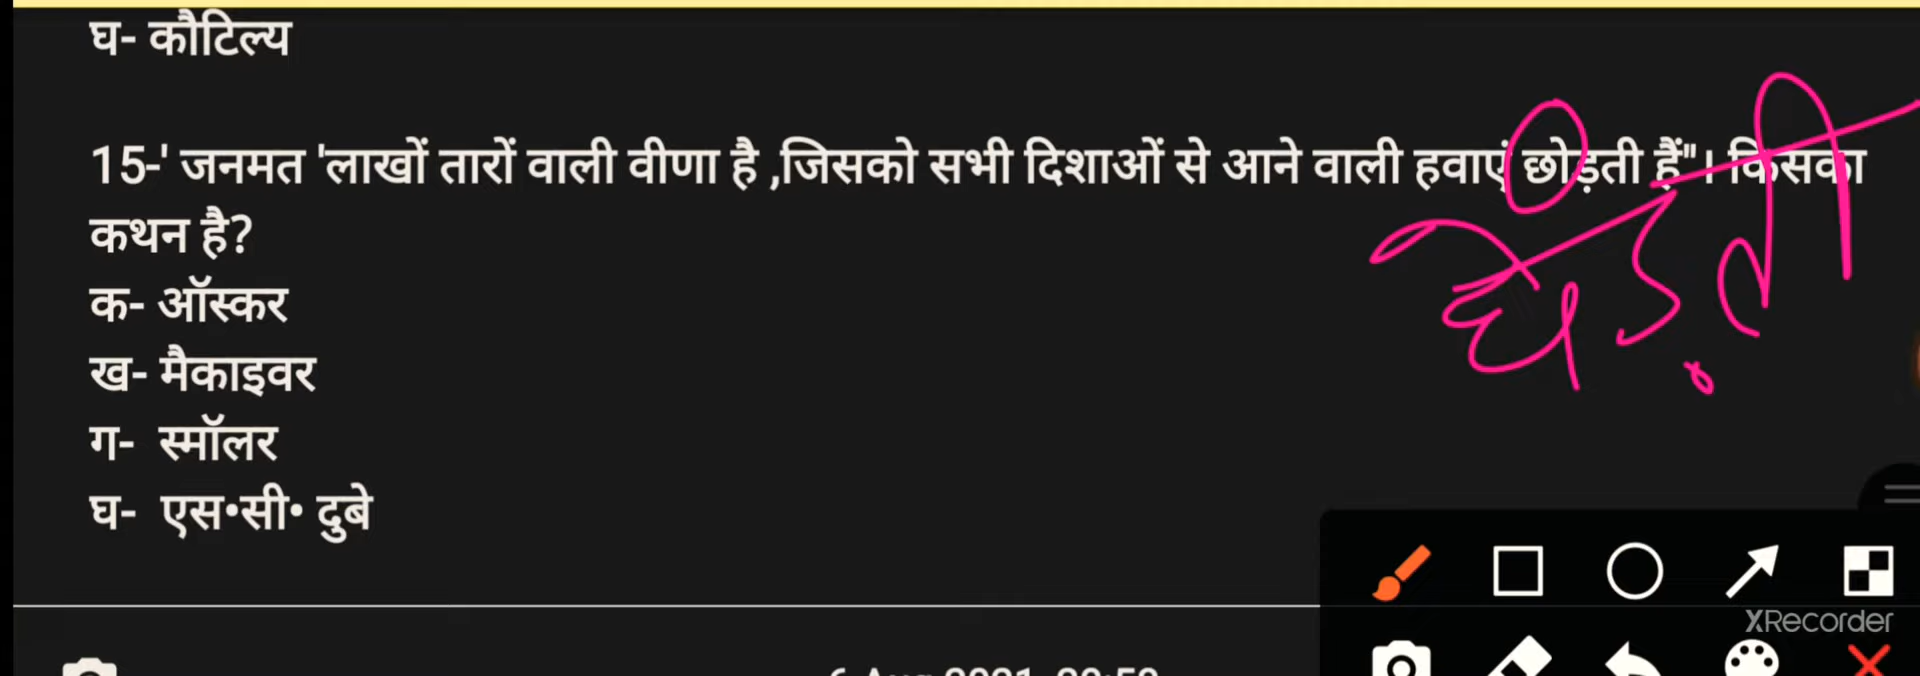 घ- कौटिल्य
15-' जनमत 'लाखों तारों वाली वीणा है ,जिसको सभी दिशाओं से आने वाली हवाएं छोड़ती हैं"। किसका
कथन है?
क- ऑस्कर
ख- मैकाइवर
ग- स्मॉलर
घ- एस•सी• दुबे
XRecorder